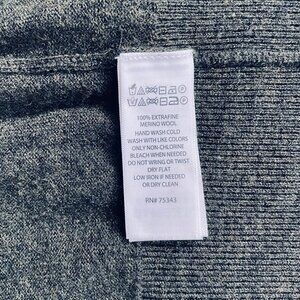 100% EXTRAFINE
MERINO WOOL
HAND WASH COLD
WASH WITH LIKE COLORS
ONLY NON-CHLORINE
BLEACH WHEN NEEDED
DO NOT WRING OR TWIST
DRY FLAT
LOW IRON IF NEEDED
OR DRY CLEAN
RN# 75343